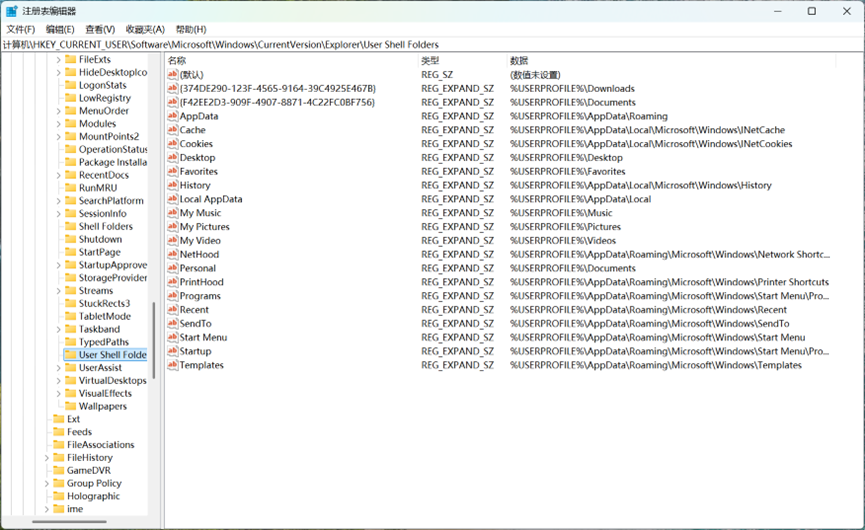 注册表编辑器
文件(F) 编辑(E) 查看(V) 收藏夹(A) 帮助(H)
计算机\HKEY_CURRENT_USER\Software\Microsoft\Windows\CurrentVersion\Explorer\User Shell Folders
FileExts
HideDesktopIco
LogonStats
LowRegistry
MenuOrder
Modules
MountPoints2
OperationStatus
Package Installa
RecentDocs
RunMRU
SearchPlatform
SessionInfo
Shell Folders
Shutdown
StartPage
StartupApprove
StorageProvider
Streams
StuckRects3
TabletMode
Taskband
TypedPaths
User Shell Folde
UserAssist
VirtualDesktops
VisualEffects
Wallpapers
Ext
Feeds
FileAssociations
FileHistory
GameDVR
Group Policy
Holographic
ime
名称 类型 数据
(默认) REG_SZ (数值未设置)
{374DE290-123F-4565-9164-39C4925E467B} REG_EXPAND_SZ %USERPROFILE%\Downloads
{F42EE2D3-909F-4907-8871-4C22FC0BF756} REG_EXPAND_SZ %USERPROFILE%\Documents
AppData REG_EXPAND_SZ %USERPROFILE%\AppData\Roaming
Cache REG_EXPAND_SZ %USERPROFILE%\AppData\Local\Microsoft\Windows\INetCache
Cookies REG_EXPAND_SZ %USERPROFILE%\AppData\Local\Microsoft\Windows\INetCookies
Desktop REG_EXPAND_SZ %USERPROFILE%\Desktop
Favorites REG_EXPAND_SZ %USERPROFILE%\Favorites
History REG_EXPAND_SZ %USERPROFILE%\AppData\Local\Microsoft\Windows\History
Local AppData REG_EXPAND_SZ %USERPROFILE%\AppData\Local
My Music REG_EXPAND_SZ %USERPROFILE%\Music
My Pictures REG_EXPAND_SZ %USERPROFILE%\Pictures
My Video REG_EXPAND_SZ %USERPROFILE%\Videos
NetHood REG_EXPAND_SZ %USERPROFILE%\AppData\Roaming\Microsoft\Windows\Network Shortc...
Personal REG_EXPAND_SZ %USERPROFILE%\Documents
PrintHood REG_EXPAND_SZ %USERPROFILE%\AppData\Roaming\Microsoft\Windows\Printer Shortcuts
Programs REG_EXPAND_SZ %USERPROFILE%\AppData\Roaming\Microsoft\Windows\Start Menu\Pro...
Recent REG_EXPAND_SZ %USERPROFILE%\AppData\Roaming\Microsoft\Windows\Recent
SendTo REG_EXPAND_SZ %USERPROFILE%\AppData\Roaming\Microsoft\Windows\SendTo
Start Menu REG_EXPAND_SZ %USERPROFILE%\AppData\Roaming\Microsoft\Windows\Start Menu
Startup REG_EXPAND_SZ %USERPROFILE%\AppData\Roaming\Microsoft\Windows\Start Menu\Pro...
Templates REG_EXPAND_SZ %USERPROFILE%\AppData\Roaming\Microsoft\Windows\Templates